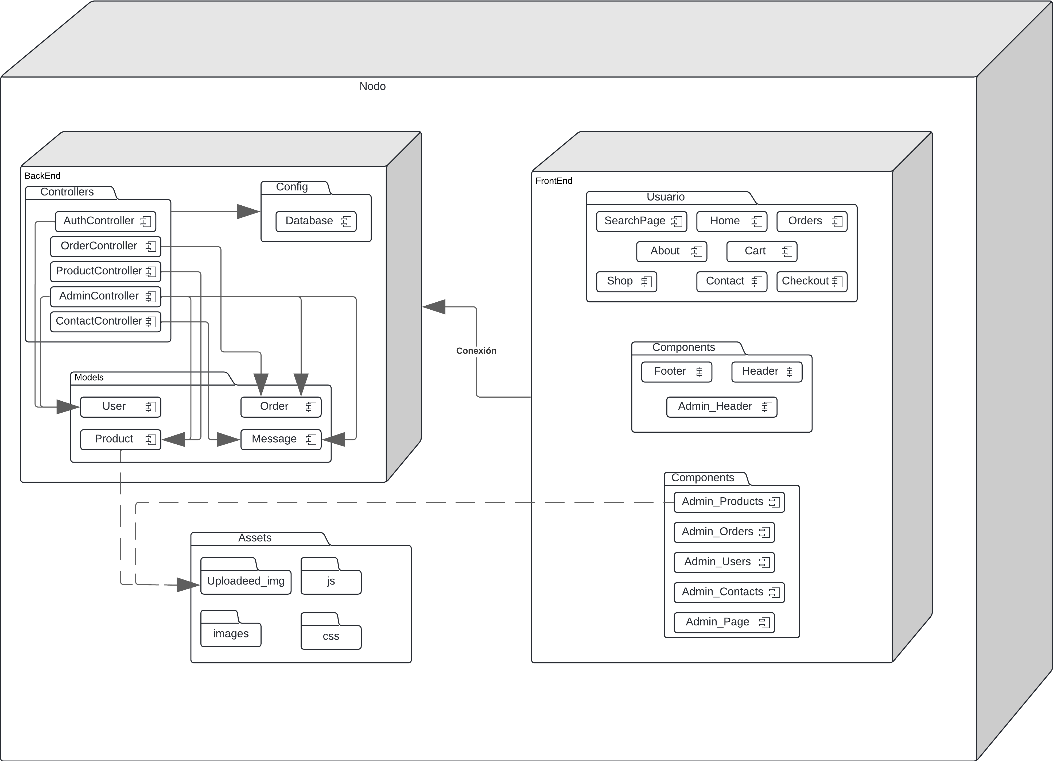 Nodo
BackEnd
Controllers
AuthController
OrderController
ProductController
AdminController
ContactController
Config
Database
Models
User
Order
Product
Message
Conexión
FrontEnd
Usuario
SearchPage
Home
Orders
About
Cart
Shop
Contact
Checkout
Components
Footer
Header
Admin_Header
Components
Admin_Products
Admin_Orders
Admin_Users
Admin_Contacts
Admin_Page
Assets
Uploadeed_img
js
images
css